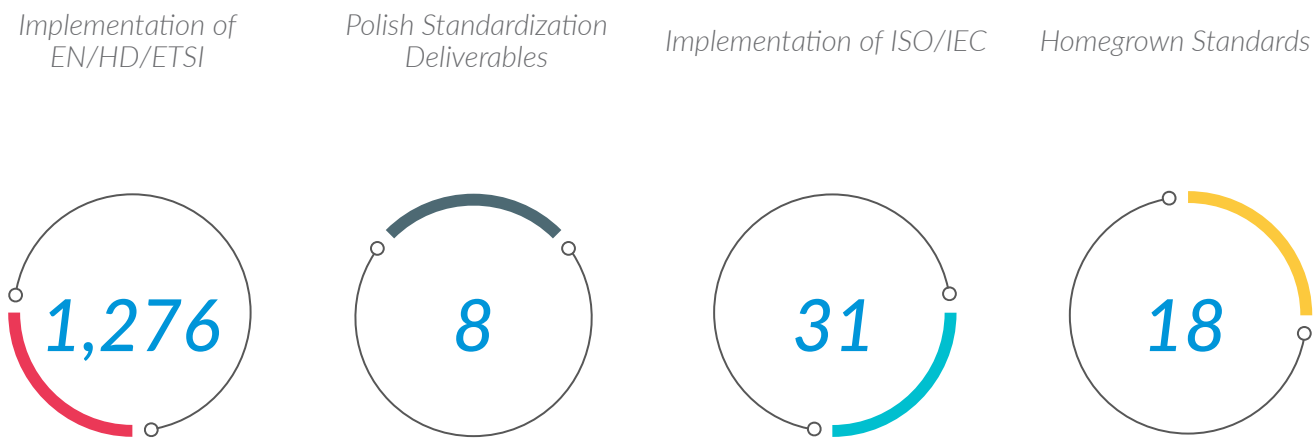 Implementation of
EN/HD/ETSI
Polish Standardization
Deliverables
Implementation of ISO/IEC
Homegrown Standards
1,276
8
31
18